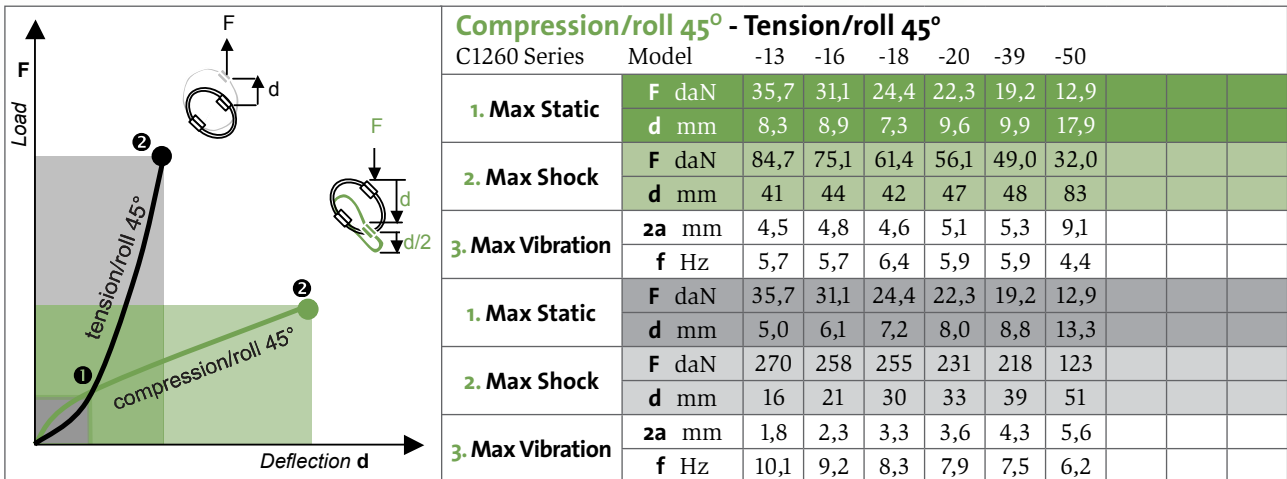 F
Load
F
d
F
d
d/2
❷
❷
❶
tension/roll 45°
compression/roll 45°
Deflection d
Compression/roll 45° - Tension/roll 45°
C1260 Series Model -13 -16 -18 -20 -39 -50
1. Max Static
F daN 35,7 31,1 24,4 22,3 19,2 12,9
d mm 8,3 8,9 7,3 9,6 9,9 17,9
2. Max Shock
F daN 84,7 75,1 61,4 56,1 49,0 32,0
d mm 41 44 42 47 48 83
3. Max Vibration
2a mm 4,5 4,8 4,6 5,1 5,3 9,1
f Hz 5,7 5,7 6,4 5,9 5,9 4,4
1. Max Static
F daN 35,7 31,1 24,4 22,3 19,2 12,9
d mm 5,0 6,1 7,2 8,0 8,8 13,3
2. Max Shock
F daN 270 258 255 231 218 123
d mm 16 21 30 33 39 51
3. Max Vibration
2a mm 1,8 2,3 3,3 3,6 4,3 5,6
f Hz 10,1 9,2 8,3 7,9 7,5 6,2